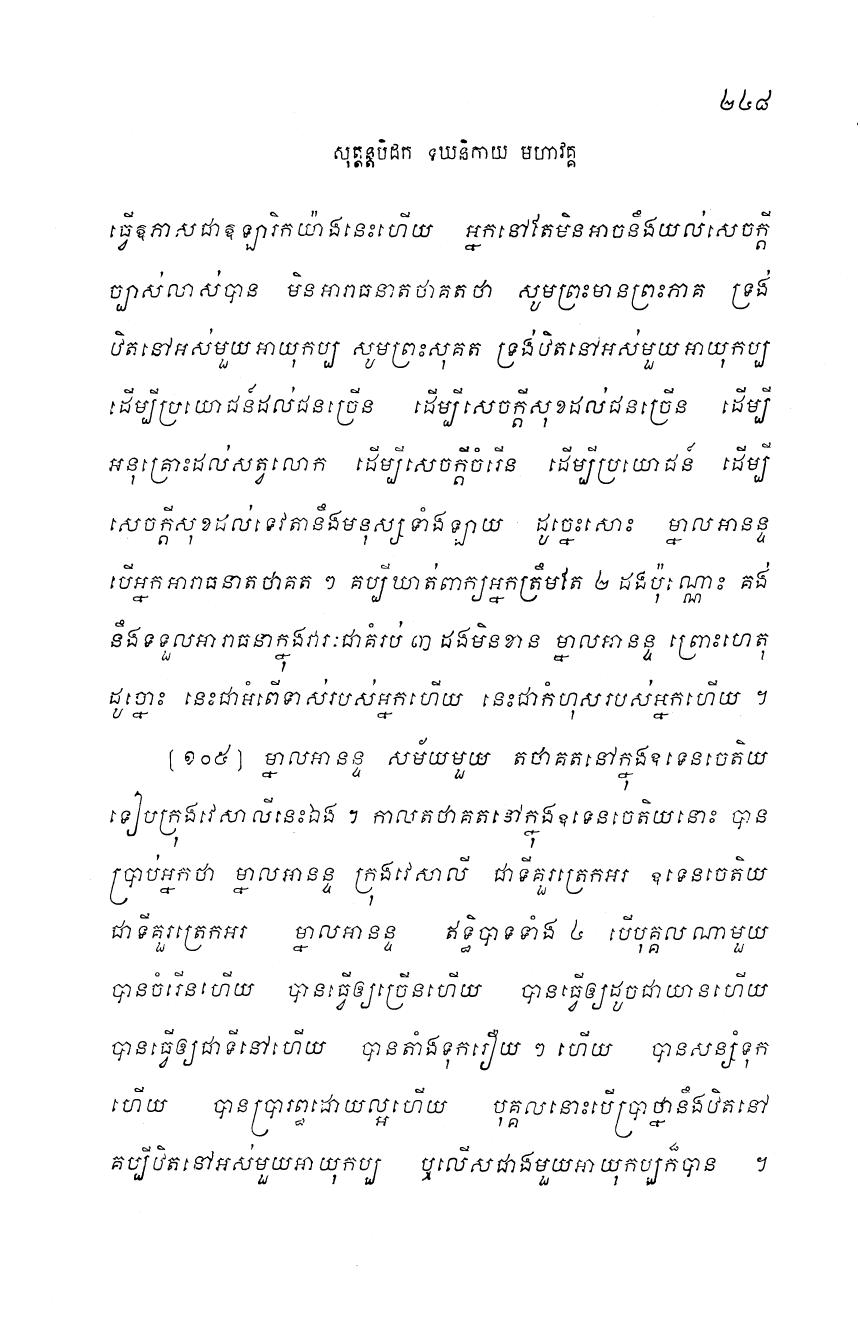 ២៤៨
សុត្តន្តបិដក ទីឃនិកាយ មហាវគ្គ
ធ្វើឱភាសជាឱឡារិកយ៉ាងនេះហើយ អ្នកនៅតែមិនអាចនឹងយល់សេចក្តី
ច្បាស់លាស់បាន មិនអារាធនាតថាគតថា សូមព្រះមានព្រះភាគ ទ្រង់
ឋិតនៅអស់មួយអាយុកប្ប សូមព្រះសុគត ទ្រង់ឋិតនៅអស់មួយអាយុកប្ប
ដើម្បីប្រយោជន៍ដល់ជនច្រើន ដើម្បីសេចក្តីសុខដល់ជនច្រើន ដើម្បី
អនុគ្រោះដល់សត្វលោក ដើម្បីសេចក្តីចំរើន ដើម្បីប្រយោជន៍ ដើម្បី
សេចក្តីសុខដល់ទេវតានឹងមនុស្សទាំងឡាយ ដូច្នេះសោះ ម្នាលអានន្ទ
បើអ្នកអារាធនាតថាគត ៗ គប្បីឃាត់ពាក្យអ្នកត្រឹមតែ ២ ដងប៉ុណ្ណោះ គង់
នឹងទទួលអារាធនាក្នុងវារៈជាគំរប់ ៣ ដងមិនខាន ម្នាលអានន្ទ ព្រោះហេតុ
ដូច្នោះ នេះជាអំពើទាស់របស់អ្នកហើយ នេះជាកំហុសរបស់អ្នកហើយ ។
[១០៥] ម្នាលអានន្ទ សម័យមួយ តថាគតនៅក្នុងឧទេនចេតិយ
ទៀបក្រុងវេសាលីនេះឯង ។ កាលតថាគតនៅក្នុងឧទេនចេតិយនោះ បាន
ប្រាប់អ្នកថា ម្នាលអានន្ទ ក្រុងវេសាលី ជាទីគួរត្រេកអរ ឧទេនចេតិយ
ជាទីគួរត្រេកអរ ម្នាលអានន្ទ ឥទ្ធិបាទទាំង ៤ បើបុគ្គលណាមួយ
បានចំរើនហើយ បានធ្វើឲ្យច្រើនហើយ បានធ្វើឲ្យដូចជាយានហើយ
បានធ្វើឲ្យជាទីនៅហើយ បានតាំងទុករឿយ ៗ ហើយ បានសន្សំទុក
ហើយ បានប្រារព្ធដោយល្អហើយ បុគ្គលនោះបើប្រាថ្នានឹងឋិតនៅ
គប្បីឋិតនៅអស់មួយអាយុកប្ប ឬលើសជាងមួយអាយុកប្បក៏បាន ។